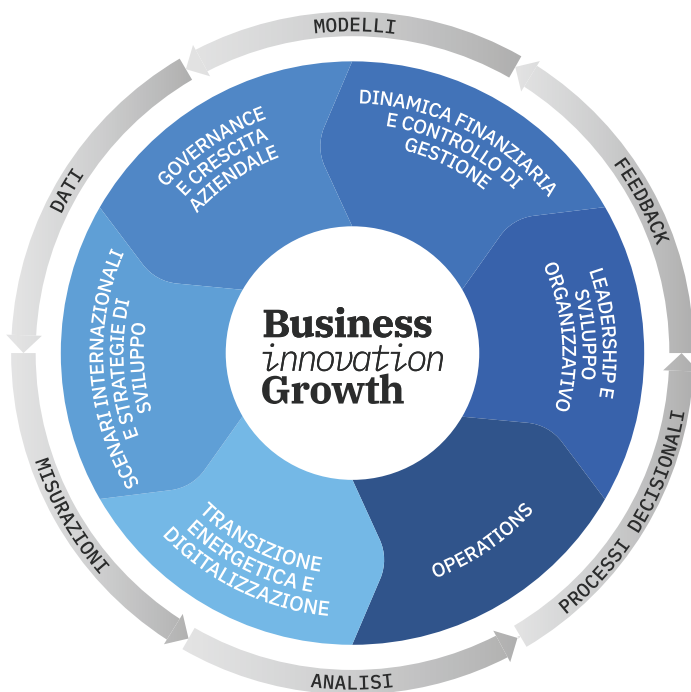 MODELLI
DINAMICA FINANZIARIA
E CONTROLLO DI
GESTIONE
FEEDBACK
LEADERSHIP E
SVILUPPO
ORGANIZZATIVO
PROCESSI DECISIONALI
OPERATIONS
ANALISI
TRANSIZIONE
ENERGETICA E
DIGITALIZZAZIONE
MISURAZIONI
SCENARI INTERNAZIONALI
E STRATEGIE DI
SVILUPPO
DATI
GOVERNANCE
E CRESCITA
AZIENDALE
Business
innovation
Growth